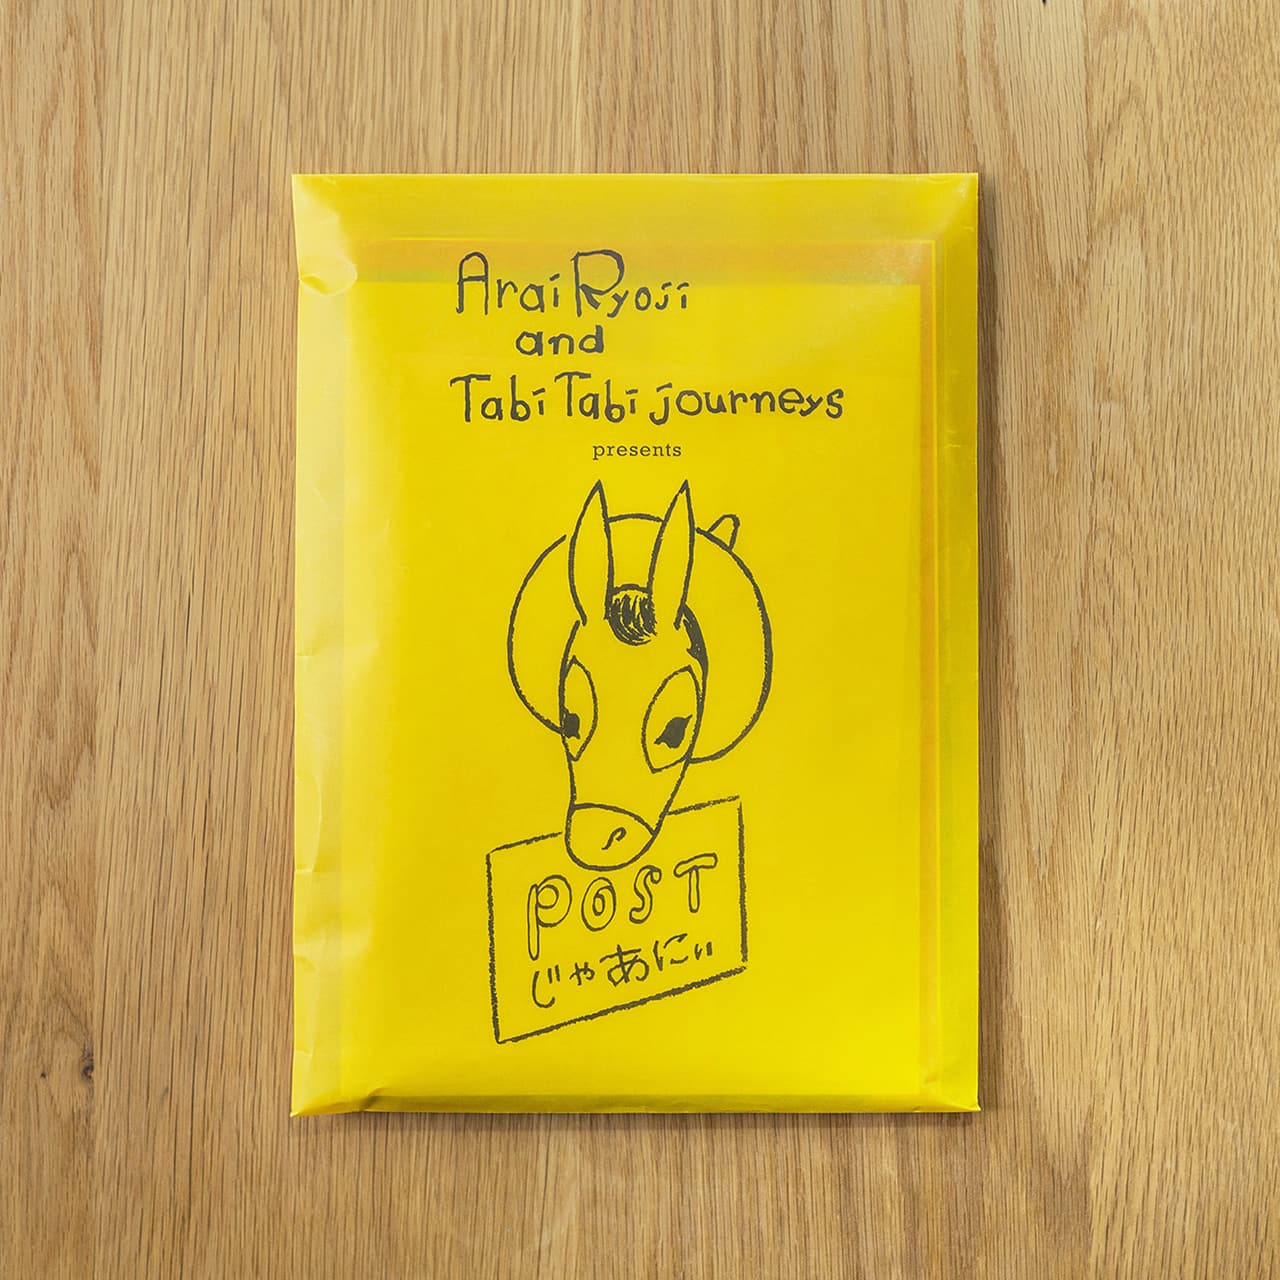 Arai Ryoji
and
Tabi Tabi journeys
presents
POST
じゃあにぃ